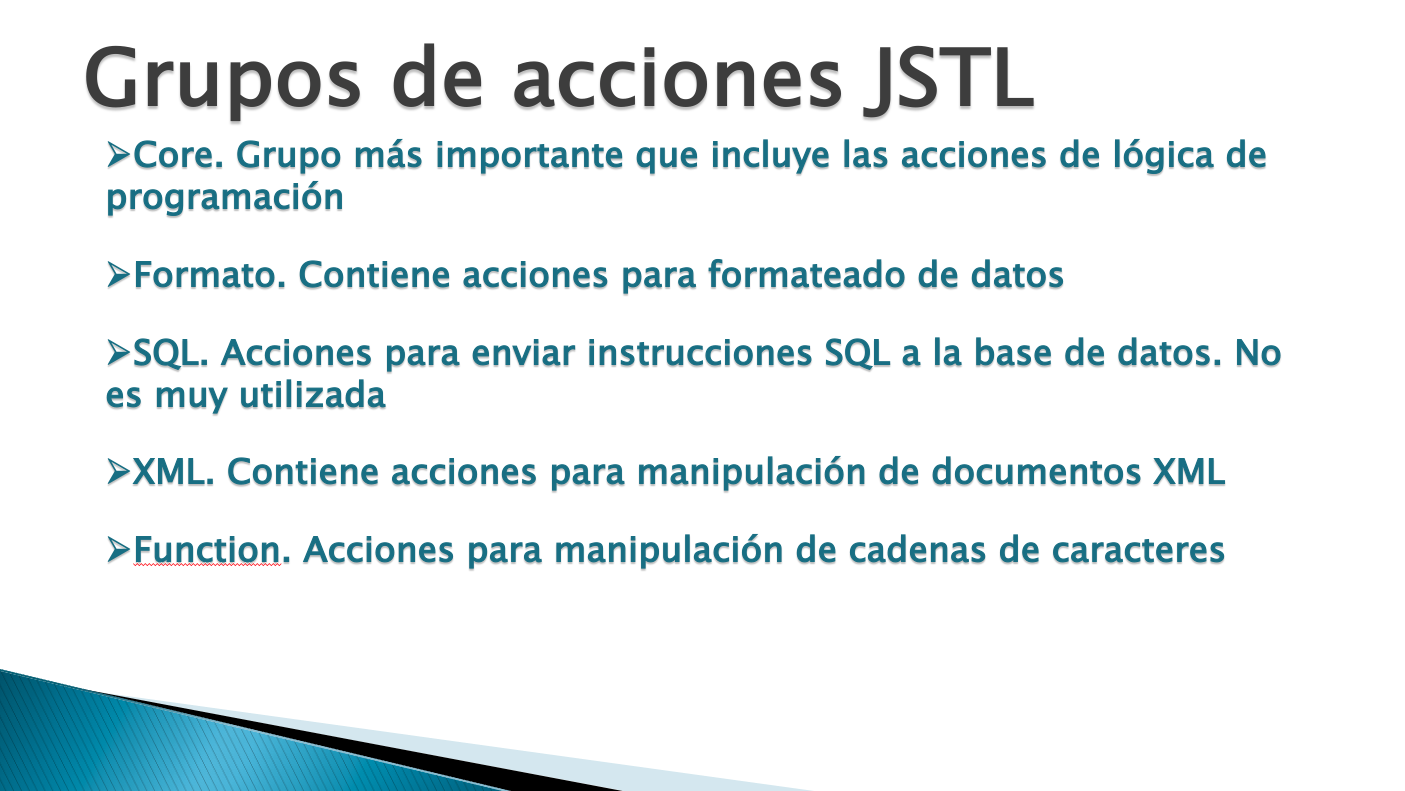 Grupos de acciones JSTL
➢Core. Grupo más importante que incluye las acciones de lógica de
programación
➢Formato. Contiene acciones para formateado de datos
➢SQL. Acciones para enviar instrucciones SQL a la base de datos. No
es muy utilizada
➢XML. Contiene acciones para manipulación de documentos XML
➢Function. Acciones para manipulación de cadenas de caracteres